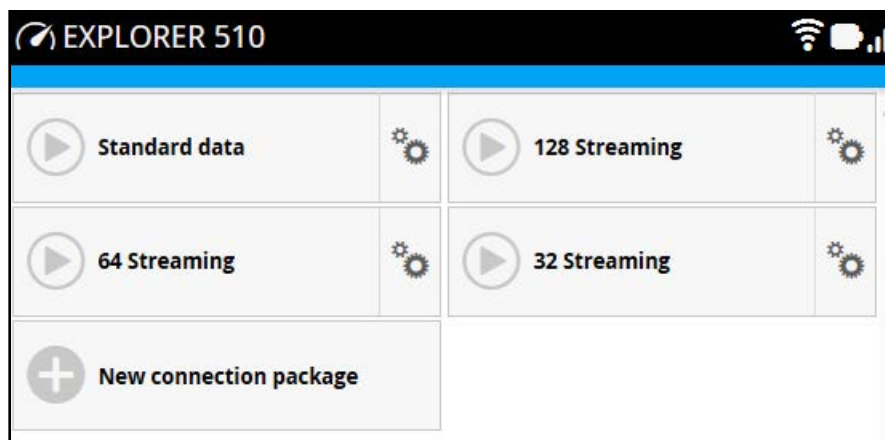 EXPLORER 510
Standard data
128 Streaming
64 Streaming
32 Streaming
New connection package